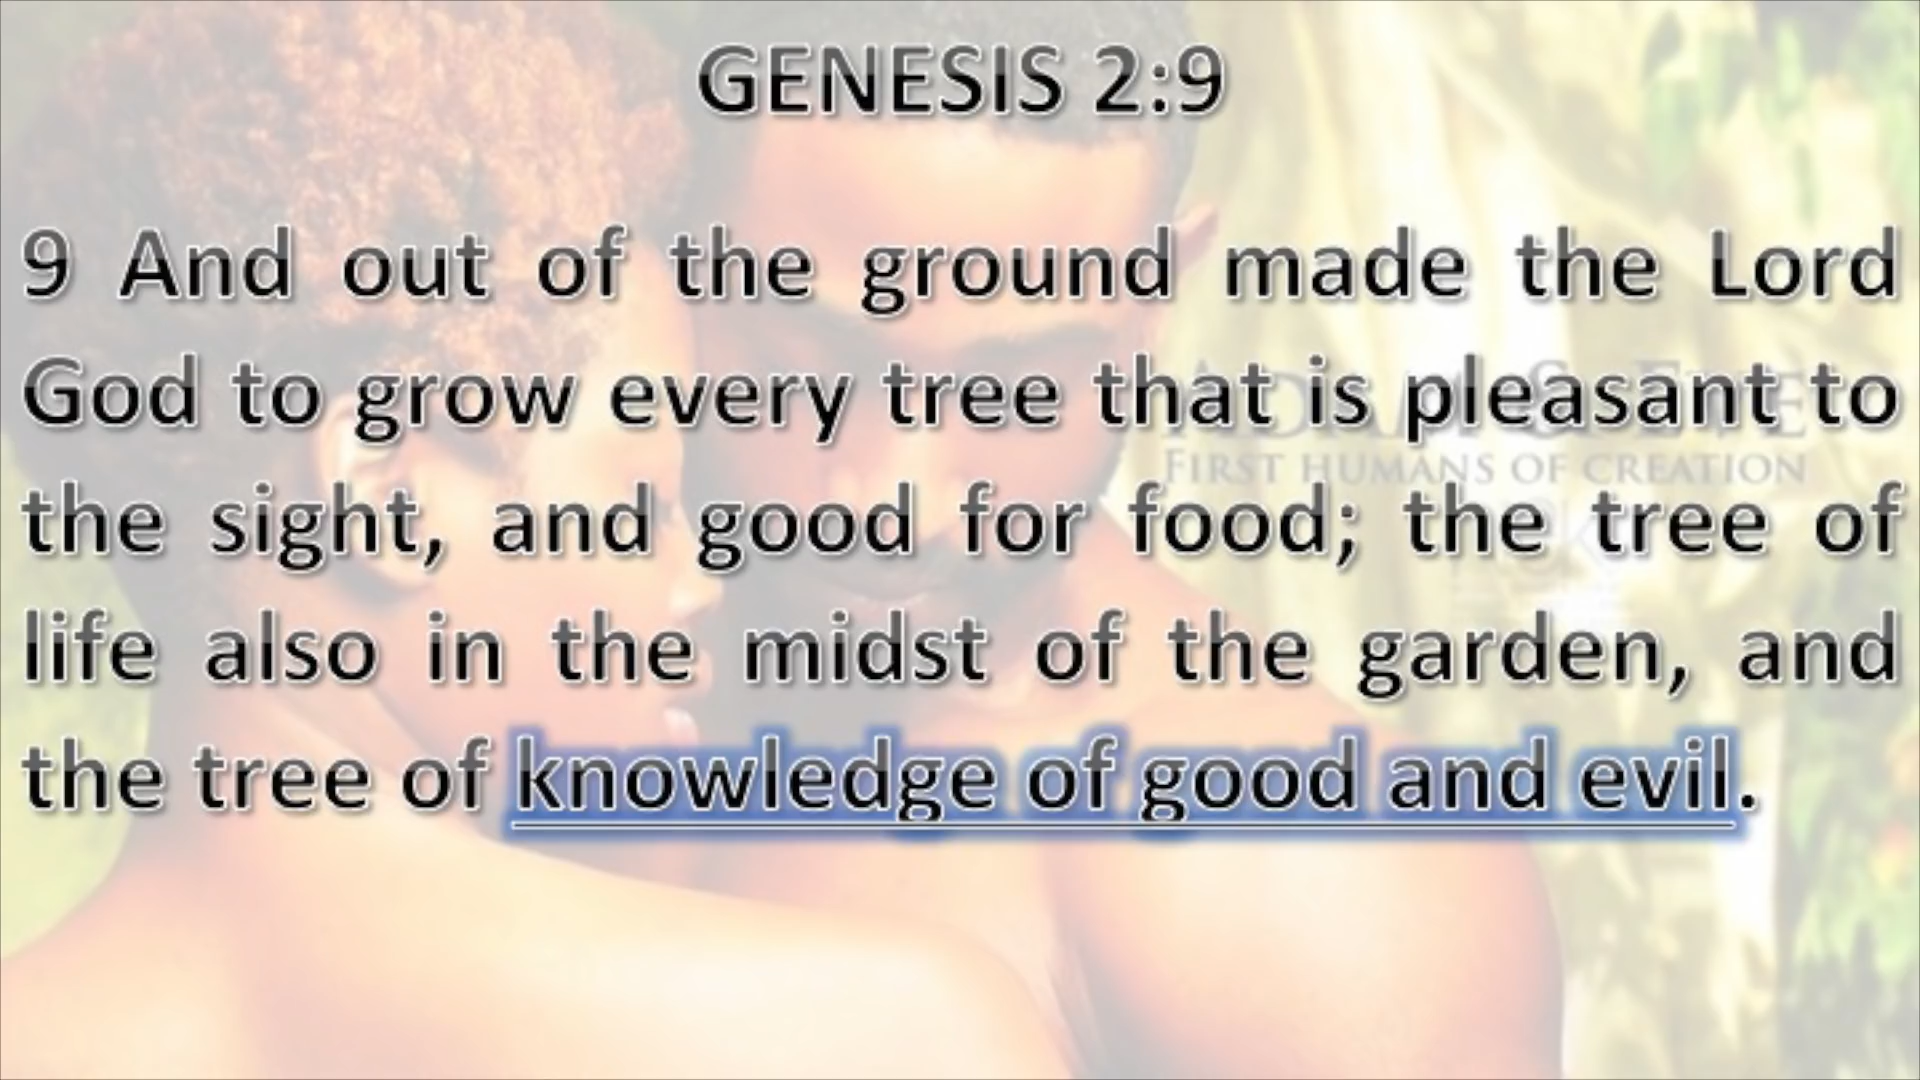 GENESIS 2:9
9 And out of the ground made the Lord
God to grow every tree that is pleasant to
ADAM & EVE
FIRST HUMANS OF CREATION
the sight, and good for food; the tree of
life also in the midst of the garden, and
the tree of knowledge of good and evil.